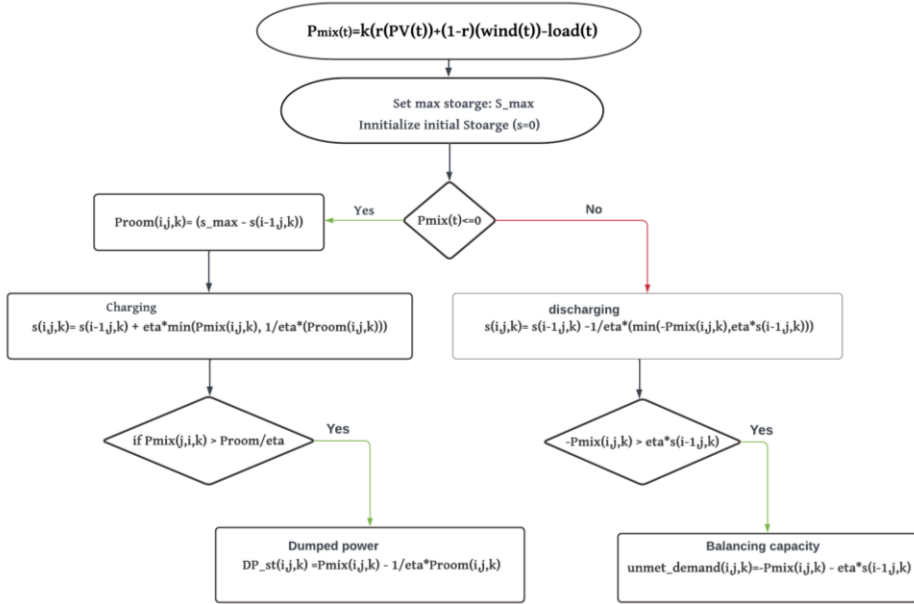 Pmix(t)=k(r(PV(t))+(1-r)(wind(t))-load(t)
Set max stoarge: S_max
Innitialize initial Stoarge (s=0)
Pmix(t)<=0
Yes
No
Proom(i,j,k)= (s_max - s(i-1,j,k))
Charging
s(i,j,k)= s(i-1,j,k) + eta*min(Pmix(i,j,k), 1/eta*(Proom(i,j,k)))
discharging
s(i,j,k)= s(i-1,j,k) -1/eta*(min(-Pmix(i,j,k),eta*s(i-1,j,k)))
if Pmix(j,i,k) > Proom/eta
Yes
-Pmix(i,j,k) > eta*s(i-1,j,k)
Yes
Dumped power
DP_st(i,j,k) =Pmix(i,j,k) - 1/eta*Proom(i,j,k)
Balancing capacity
unmet_demand(i,j,k)=-Pmix(i,j,k) - eta*s(i-1,j,k)